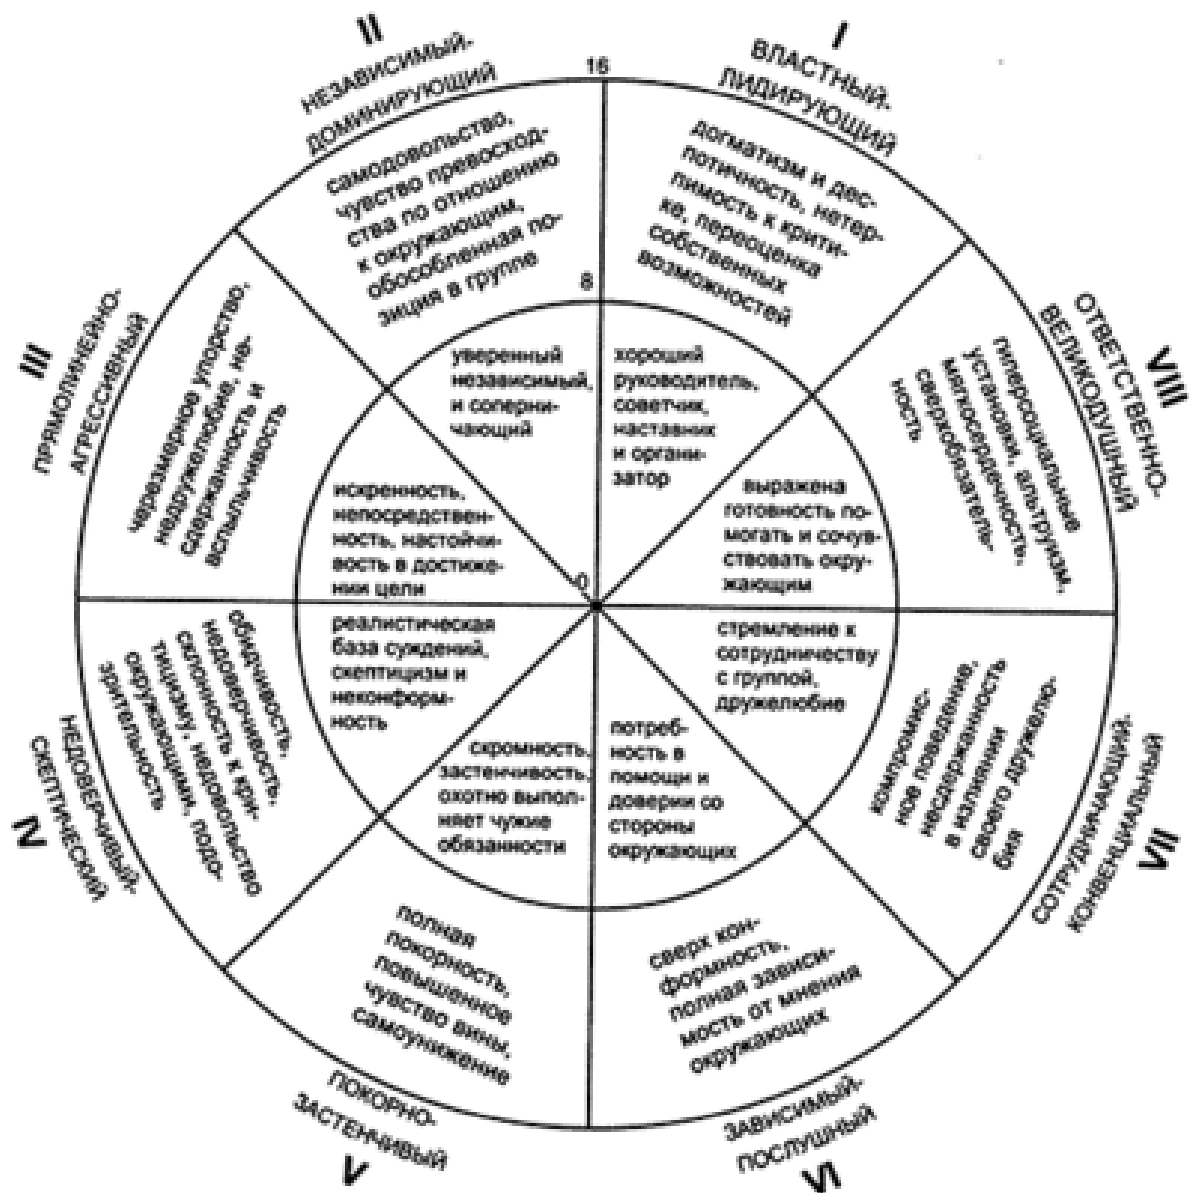 I
ВЛАСТНЫЙ-
ЛИДИРУЮЩИЙ
догматизм и дес-
потичность, нетер-
пимость к крити-
ке, переоценка
собственных
возможностей
хороший
руководитель,
советчик,
наставник
и органи-
затор
II
НЕЗАВИСИМЫЙ-
ДОМИНИРУЮЩИЙ
самодовольство,
чувство превосход-
ства по отношению
к окружающим,
обособленная по-
зиция в группе
уверенный
независимый,
и соперни-
чающий
16
8
0
III
ПРЯМОЛИНЕЙНО-
АГРЕССИВНЫЙ
черезмерное упорство,
недружелюбие, не-
сдержанность и
вспыльчивость
искренность,
непосредствен-
ность, настойчи-
вость в достиже-
нии цели
IV
НЕДОВЕРЧИВЫЙ-
СКЕПТИЧЕСКИЙ
обидчивость,
недоверчивость,
склонность к кри-
тицизму, недовольство
окружающими, подо-
зрительность
реалистическая
база суждений,
скептицизм и
неконформ-
ность
V
ПОКОРНО-
ЗАСТЕНЧИВЫЙ
полная
покорность,
повышенное
чувство вины,
самоунижение
скромность,
застенчивость,
охотно выпол-
няет чужие
обязанности
VI
ЗАВИСИМЫЙ-
ПОСЛУШНЫЙ
сверх кон-
формность,
полная зависи-
мость от мнения
окружающих
потреб-
ность в
помощи и
доверии со
стороны
окружающих
VII
СОТРУДНИЧАЮЩИЙ-
КОНВЕНЦИАЛЬНЫЙ
компромис-
ное поведение,
несдержанность
в излиянии
своего дружелю-
бия
стремление к
сотрудничеству
с группой,
дружелюбие
VIII
ОТВЕТСТВЕННО-
ВЕЛИКОДУШНЫЙ
гиперсоциальные
установки, альтруизм,
мягкосердечность,
сверхобязатель-
ность
выражена
готовность по-
могать и сочув-
ствовать окру-
жающим